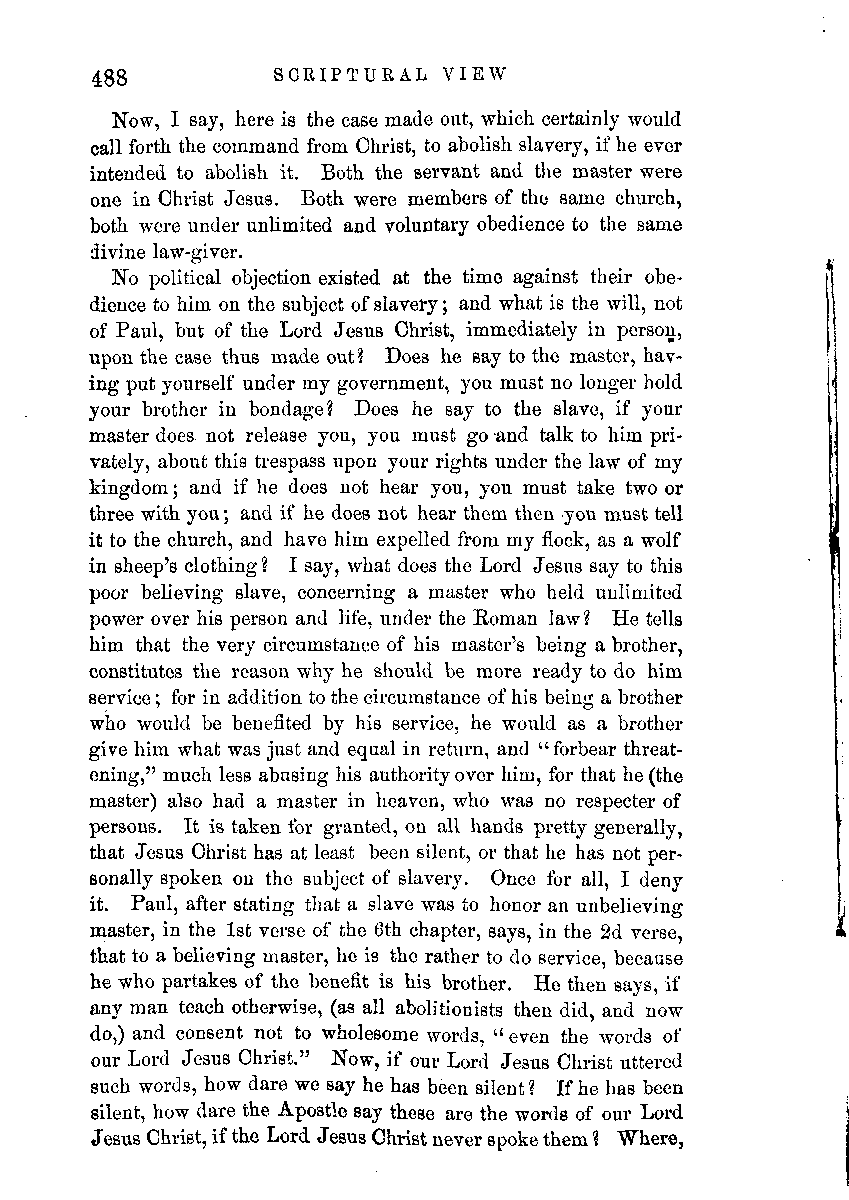 488 SCRIPTURAL VIEW
Now, I say, here is the case made out, which certainly would
call forth the command from Christ, to abolish slavery, if he ever
intended to abolish it. Both the servant and the master were
one in Christ Jesus. Both were members of the same church,
both were under unlimited and voluntary obedience to the same
divine law-giver.
No political objection existed at the time against their obe-
dience to him on the subject of slavery; and what is the will, not
of Paul, but of the Lord Jesus Christ, immediately in person,
upon the case thus made out? Does he say to the master, hav-
ing put yourself under my government, you must no longer hold
your brother in bondage? Does he say to the slave, if your
master does not release you, you must go and talk to him pri-
vately, about this trespass upon your rights under the law of my
kingdom; and if he does not hear you, you must take two or
three with you; and if he does not hear them then you must tell
it to the church, and have him expelled from my flock, as a wolf
in sheep's clothing? I say, what does the Lord Jesus say to this
poor believing slave, concerning a master who held unlimited
power over his person and life, under the Roman law? He tells
him that the very circumstance of his master's being a brother,
constitutes the reason why he should be more ready to do him
service; for in addition to the circumstance of his being a brother
who would be benefited by his service, he would as a brother
give him what was just and equal in return, and "forbear threat-
ening," much less abusing his authority over him, for that he (the
master) also had a master in heaven, who was no respecter of
persons. It is taken for granted, on all hands pretty generally,
that Jesus Christ has at least been silent, or that he has not per-
sonally spoken on the subject of slavery. Once for all, I deny
it. Paul, after stating that a slave was to honor an unbelieving
master, in the 1st verse of the 6th chapter, says, in the 2d verse,
that to a believing master, he is the rather to do service, because
he who partakes of the benefit is his brother. He then says, if
any man teach otherwise, (as all abolitionists then did, and now
do,) and consent not to wholesome words, "even the words of
our Lord Jesus Christ." Now, if our Lord Jesus Christ uttered
such words, how dare we say he has been silent? If he has been
silent, how dare the Apostle say these are the words of our Lord
Jesus Christ, if the Lord Jesus Christ never spoke them? Where,